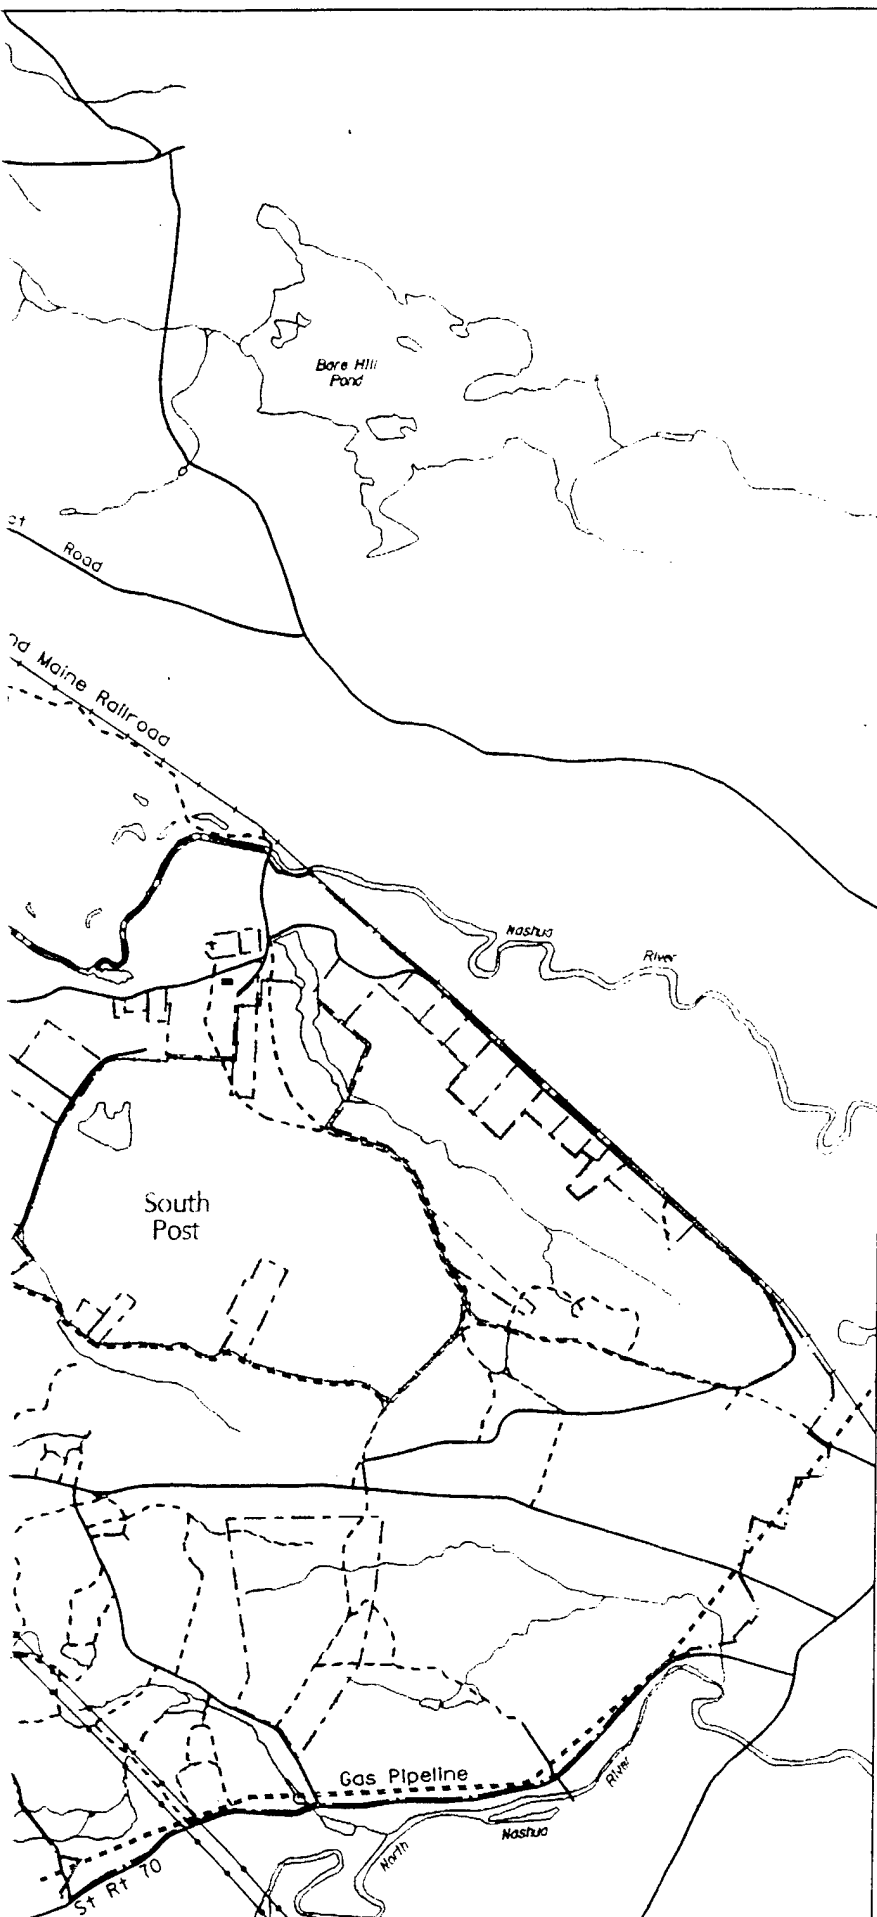 Bare Hill
Pond
Road
nd Maine Railroad
Nashua
River
South
Post
Gas Pipeline
River
Nashua
North
St Rt 70